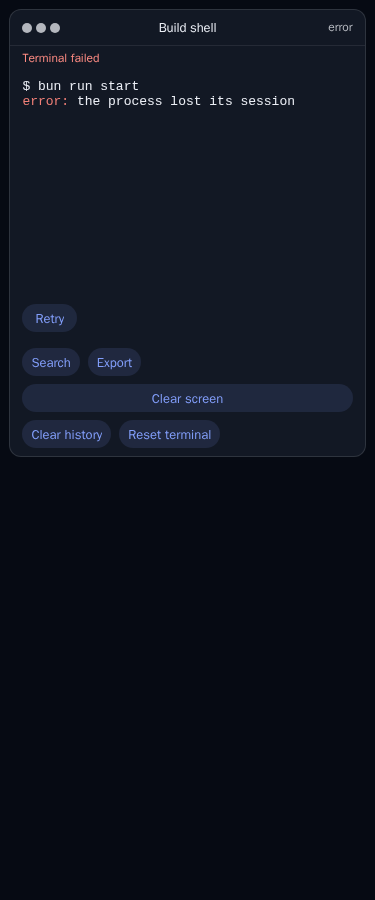 Build shell
error
Terminal failed
$ bun run start
error: the process lost its session
Retry
Search
Export
Clear screen
Clear history
Reset terminal